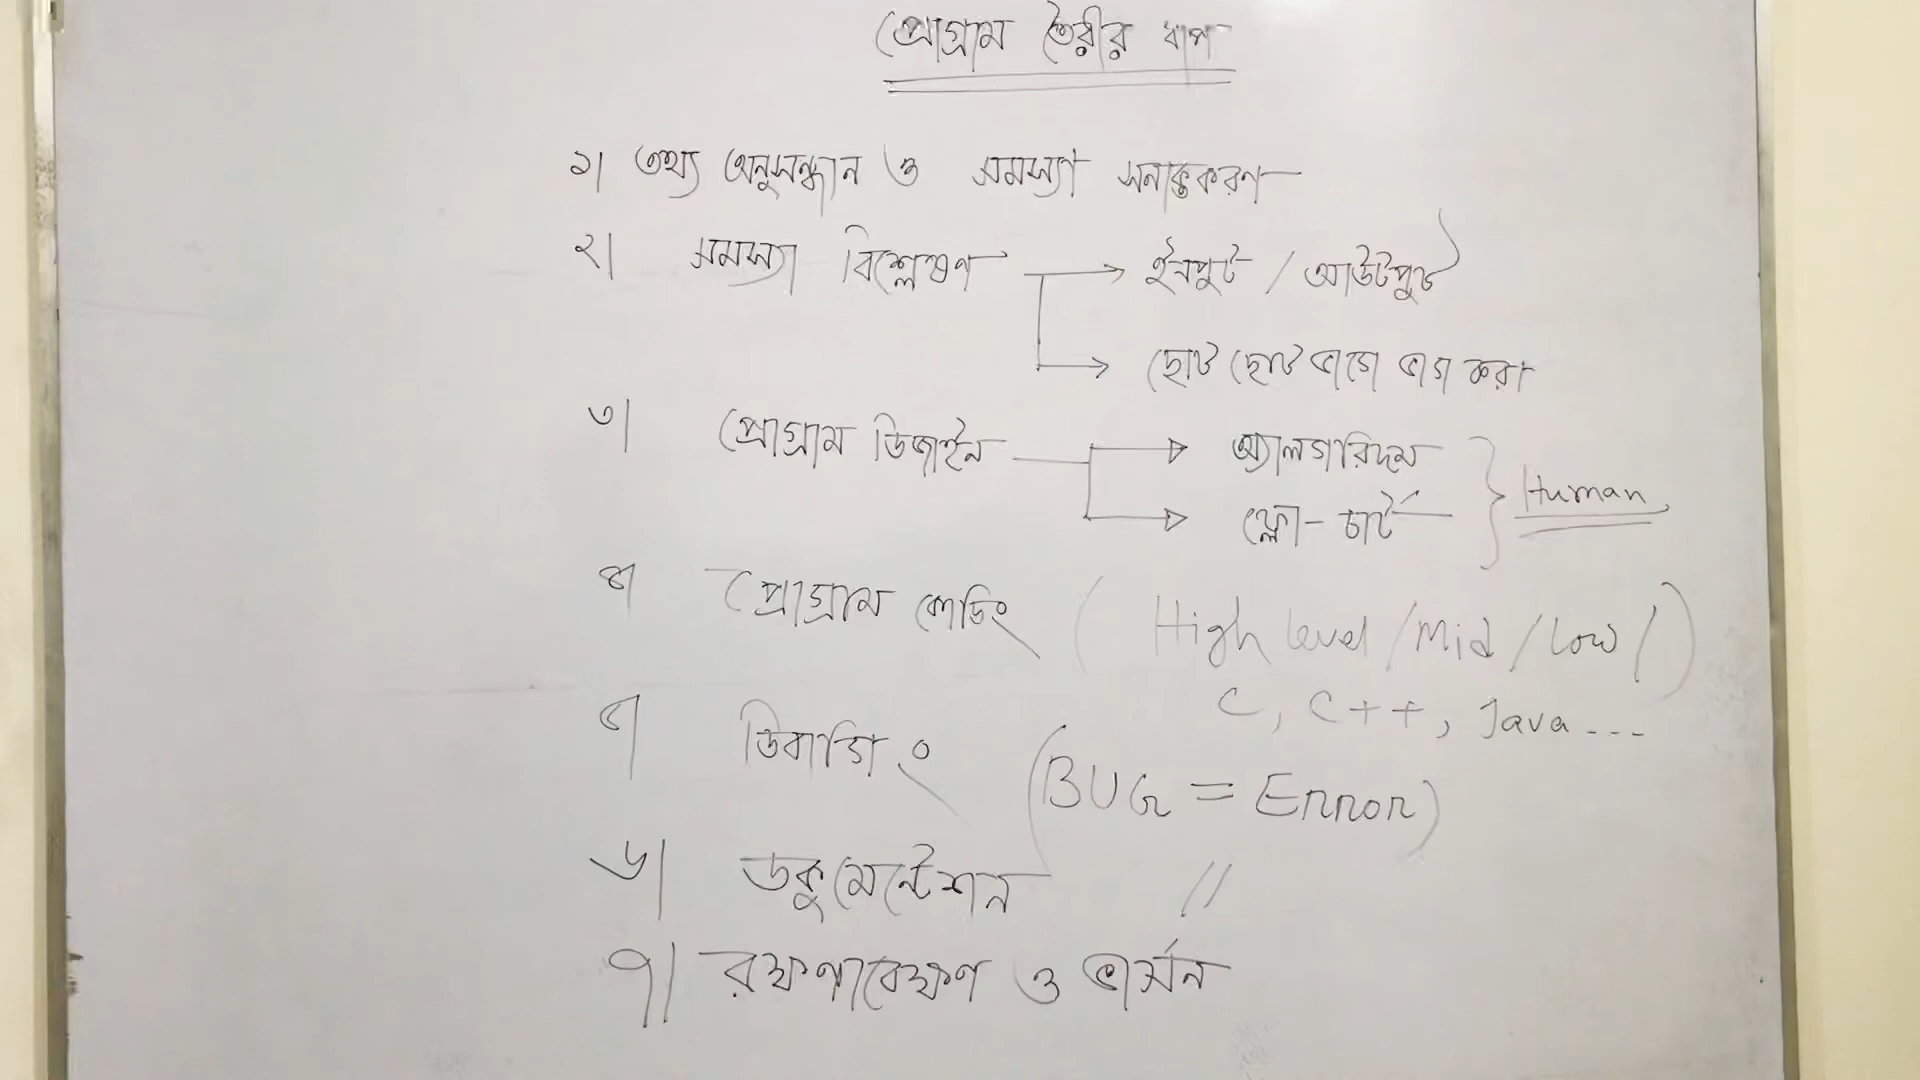 প্রোগ্রাম তৈরীর ধাপ
১| তথ্য অনুসন্ধান ও সমস্যা সনাক্তকরণ
২| সমস্যা বিশ্লেষণ → ইনপুট / আউটপুট
→ ছোট ছোট ভাগে ভাগ করা
৩| প্রোগ্রাম ডিজাইন → অ্যালগারিদম
→ ফ্লো-চার্ট } Human
৪| প্রোগ্রাম কোডিং ( High level / Mid / Low / )
C, C++, Java ---
৫| ডিবাগিং (BUG = Error)
৬| ডকুমেন্টেশন //
৭| রক্ষণাবেক্ষণ ও ভার্সন